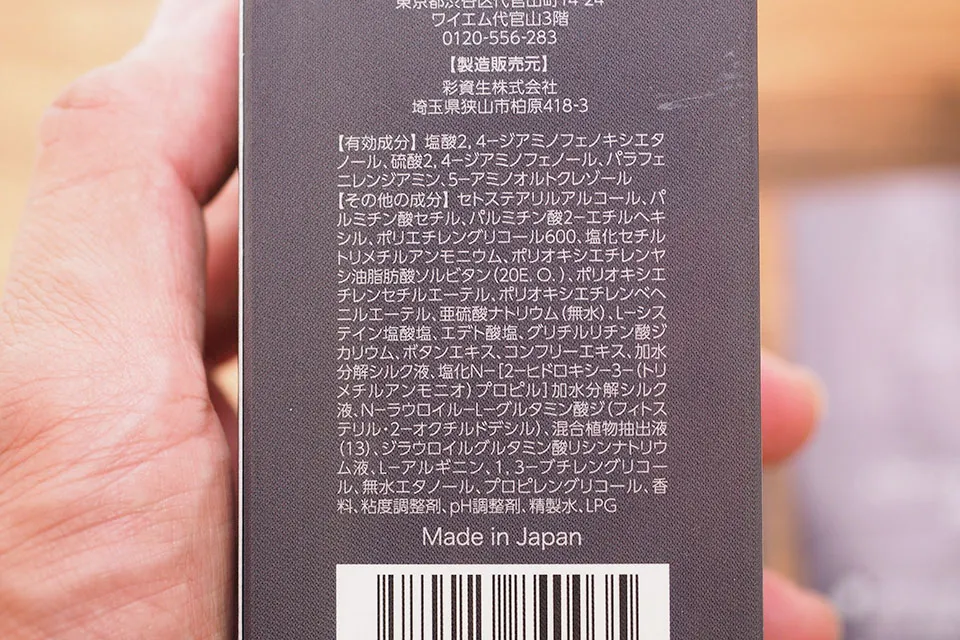 東京都渋谷区代官山町14-24
ワイエム代官山3階
0120-556-283
【製造販売元】
彩資生株式会社
埼玉県狭山市柏原418-3
【有効成分】塩酸2, 4-ジアミノフェノキシエタ
ノール、硫酸2, 4-ジアミノフェノール、パラフェ
ニレンジアミン、5-アミノオルトクレゾール
【その他の成分】セトステアリルアルコール、パ
ルミチン酸セチル、パルミチン酸2-エチルヘキ
シル、ポリエチレングリコール600、塩化セチル
トリメチルアンモニウム、ポリオキシエチレンヤ
シ油脂肪酸ソルビタン(20E. O.)、ポリオキシエ
チレンセチルエーテル、ポリオキシエチレンベヘ
ニルエーテル、亜硫酸ナトリウム(無水)、L-シス
テイン塩酸塩、エデト酸塩、グリチルリチン酸ジ
カリウム、ボタンエキス、コンフリーエキス、加水
分解シルク液、塩化N-[2-ヒドロキシ-3-(トリ
メチルアンモニオ)プロピル]加水分解シルク
液、N-ラウロイル-L-グルタミン酸ジ(フィトス
テリル・2-オクチルドデシル)、混合植物抽出液
(13)、ジラウロイルグルタミン酸リシンナトリウ
ム液、L-アルギニン、1, 3-ブチレングリコー
ル、無水エタノール、プロピレングリコール、香
料、粘度調整剤、pH調整剤、精製水、LPG
Made in Japan